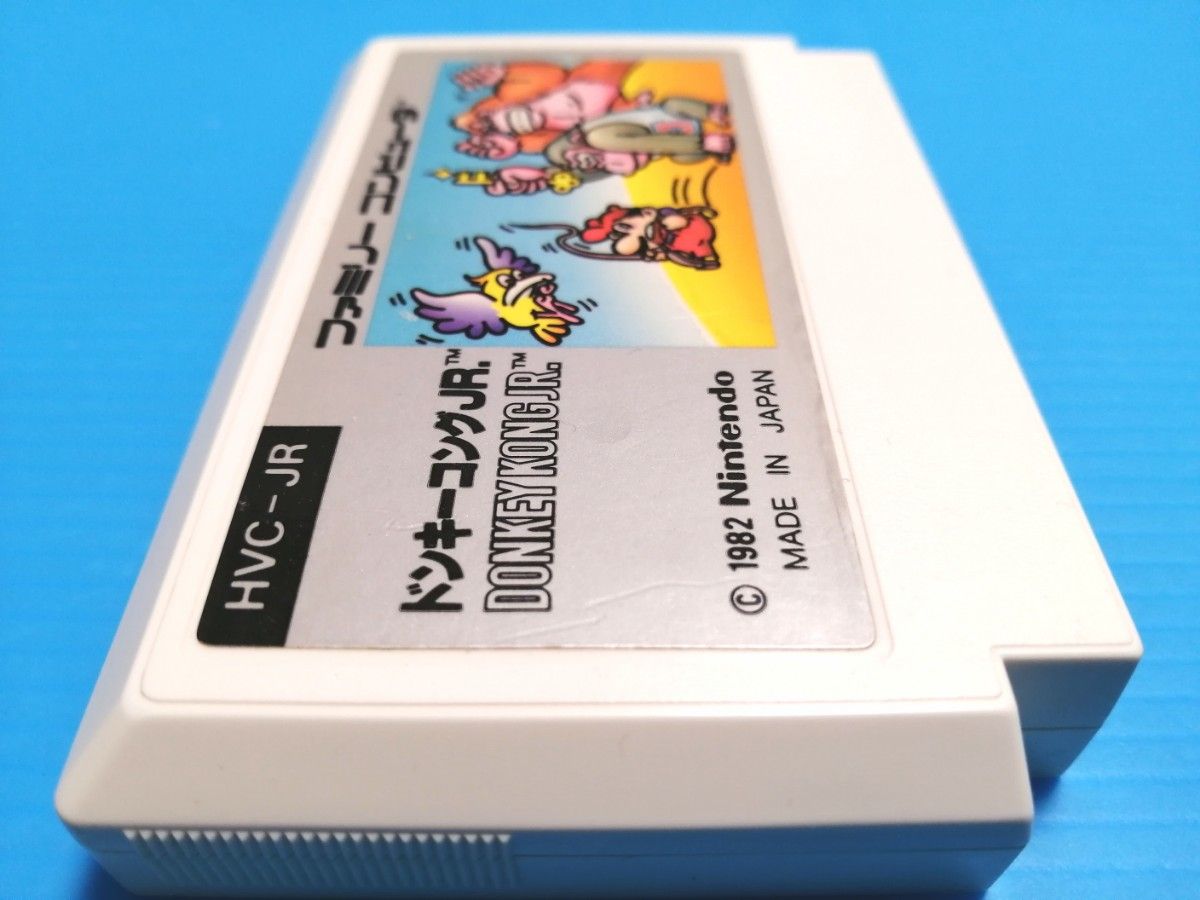 ファミリー コンピュータ
HVC-JR
ドンキーコングJR.™
DONKEY KONG JR.™
© 1982 Nintendo
MADE IN JAPAN